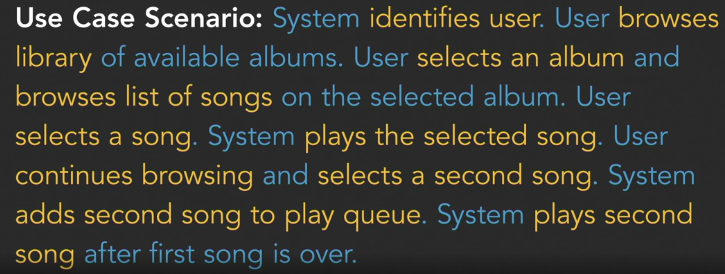 Use Case Scenario: System identifies user. User browses
library of available albums. User selects an album and
browses list of songs on the selected album. User
selects a song. System plays the selected song. User
continues browsing and selects a second song. System
adds second song to play queue. System plays second
song after first song is over.